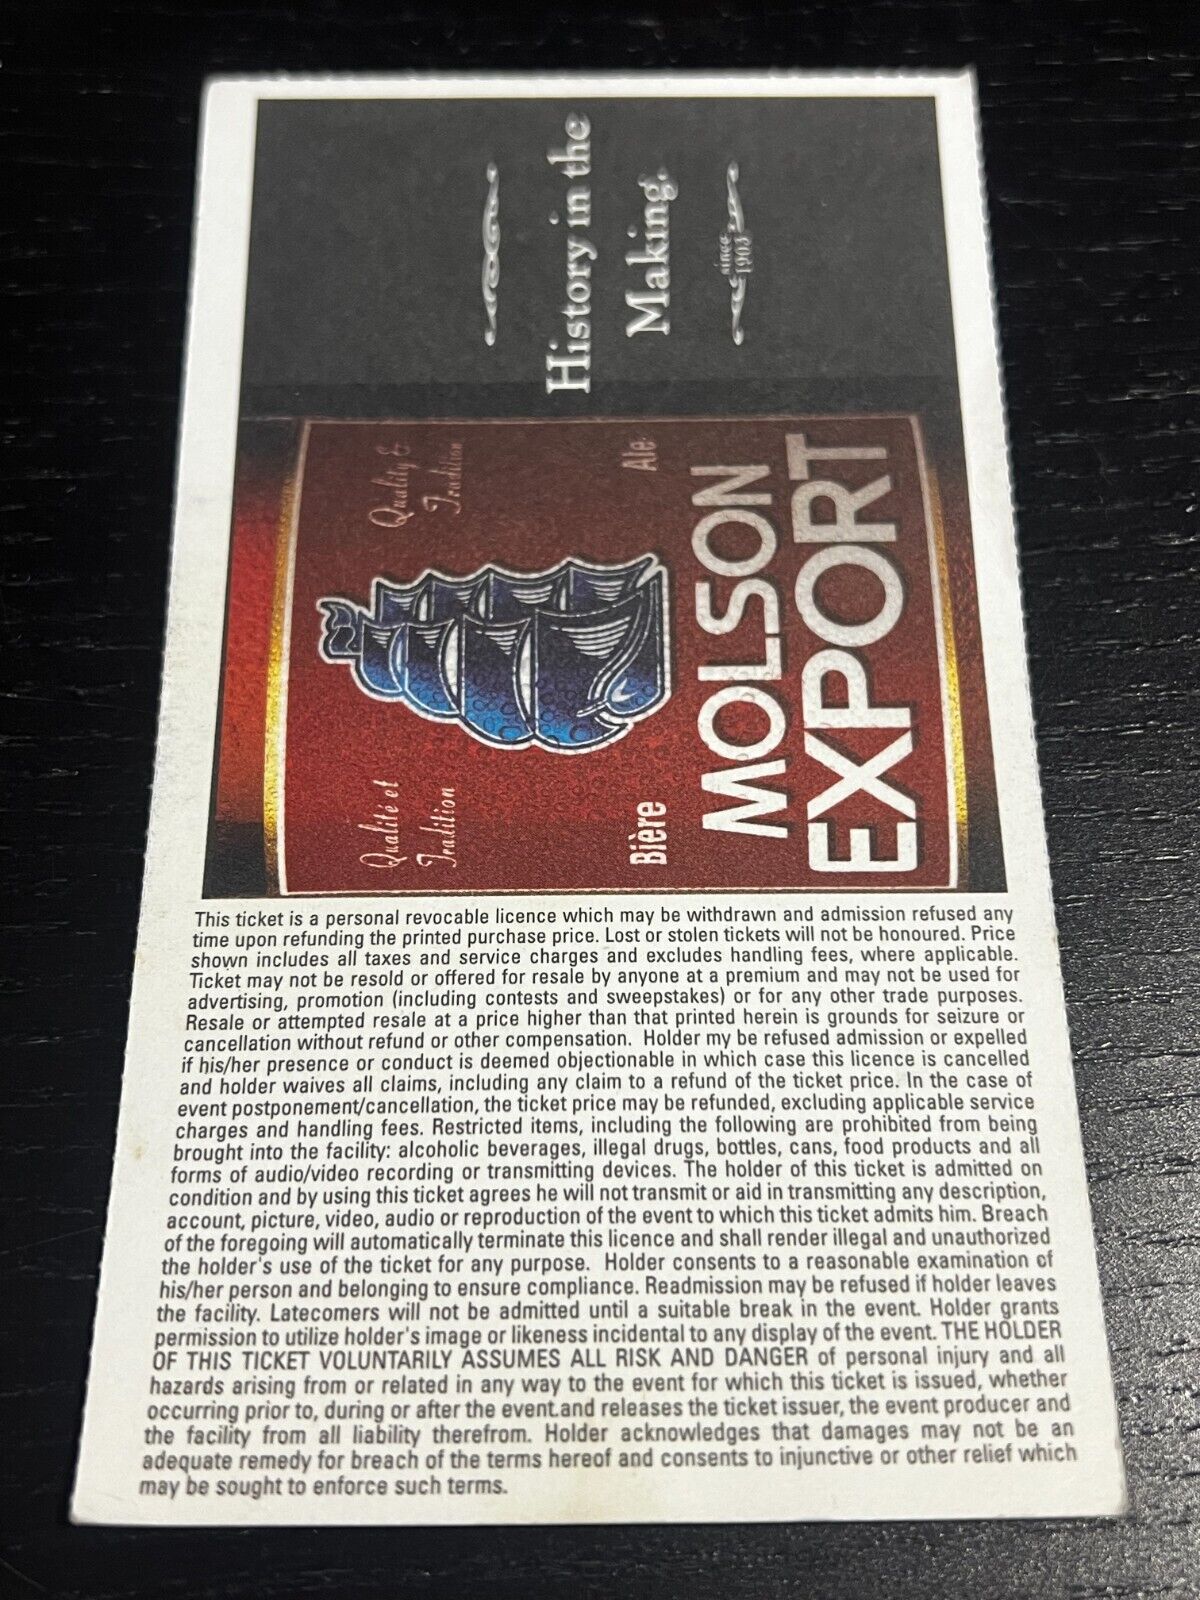 History in the
Making.
since
1903
Quality &
Tradition
Ale
Qualité et
Tradition
Bière
MOLSON
EXPORT
This ticket is a personal revocable licence which may be withdrawn and admission refused any
time upon refunding the printed purchase price. Lost or stolen tickets will not be honoured. Price
shown includes all taxes and service charges and excludes handling fees, where applicable.
Ticket may not be resold or offered for resale by anyone at a premium and may not be used for
advertising, promotion (including contests and sweepstakes) or for any other trade purposes.
Resale or attempted resale at a price higher than that printed herein is grounds for seizure or
cancellation without refund or other compensation. Holder my be refused admission or expelled
if his/her presence or conduct is deemed objectionable in which case this licence is cancelled
and holder waives all claims, including any claim to a refund of the ticket price. In the case of
event postponement/cancellation, the ticket price may be refunded, excluding applicable service
charges and handling fees. Restricted items, including the following are prohibited from being
brought into the facility: alcoholic beverages, illegal drugs, bottles, cans, food products and all
forms of audio/video recording or transmitting devices. The holder of this ticket is admitted on
condition and by using this ticket agrees he will not transmit or aid in transmitting any description,
account, picture, video, audio or reproduction of the event to which this ticket admits him. Breach
of the foregoing will automatically terminate this licence and shall render illegal and unauthorized
the holder's use of the ticket for any purpose. Holder consents to a reasonable examination of
his/her person and belonging to ensure compliance. Readmission may be refused if holder leaves
the facility. Latecomers will not be admitted until a suitable break in the event. Holder grants
permission to utilize holder's image or likeness incidental to any display of the event. THE HOLDER
OF THIS TICKET VOLUNTARILY ASSUMES ALL RISK AND DANGER of personal injury and all
hazards arising from or related in any way to the event for which this ticket is issued, whether
occurring prior to, during or after the event.and releases the ticket issuer, the event producer and
the facility from all liability therefrom. Holder acknowledges that damages may not be an
adequate remedy for breach of the terms hereof and consents to injunctive or other relief which
may be sought to enforce such terms.